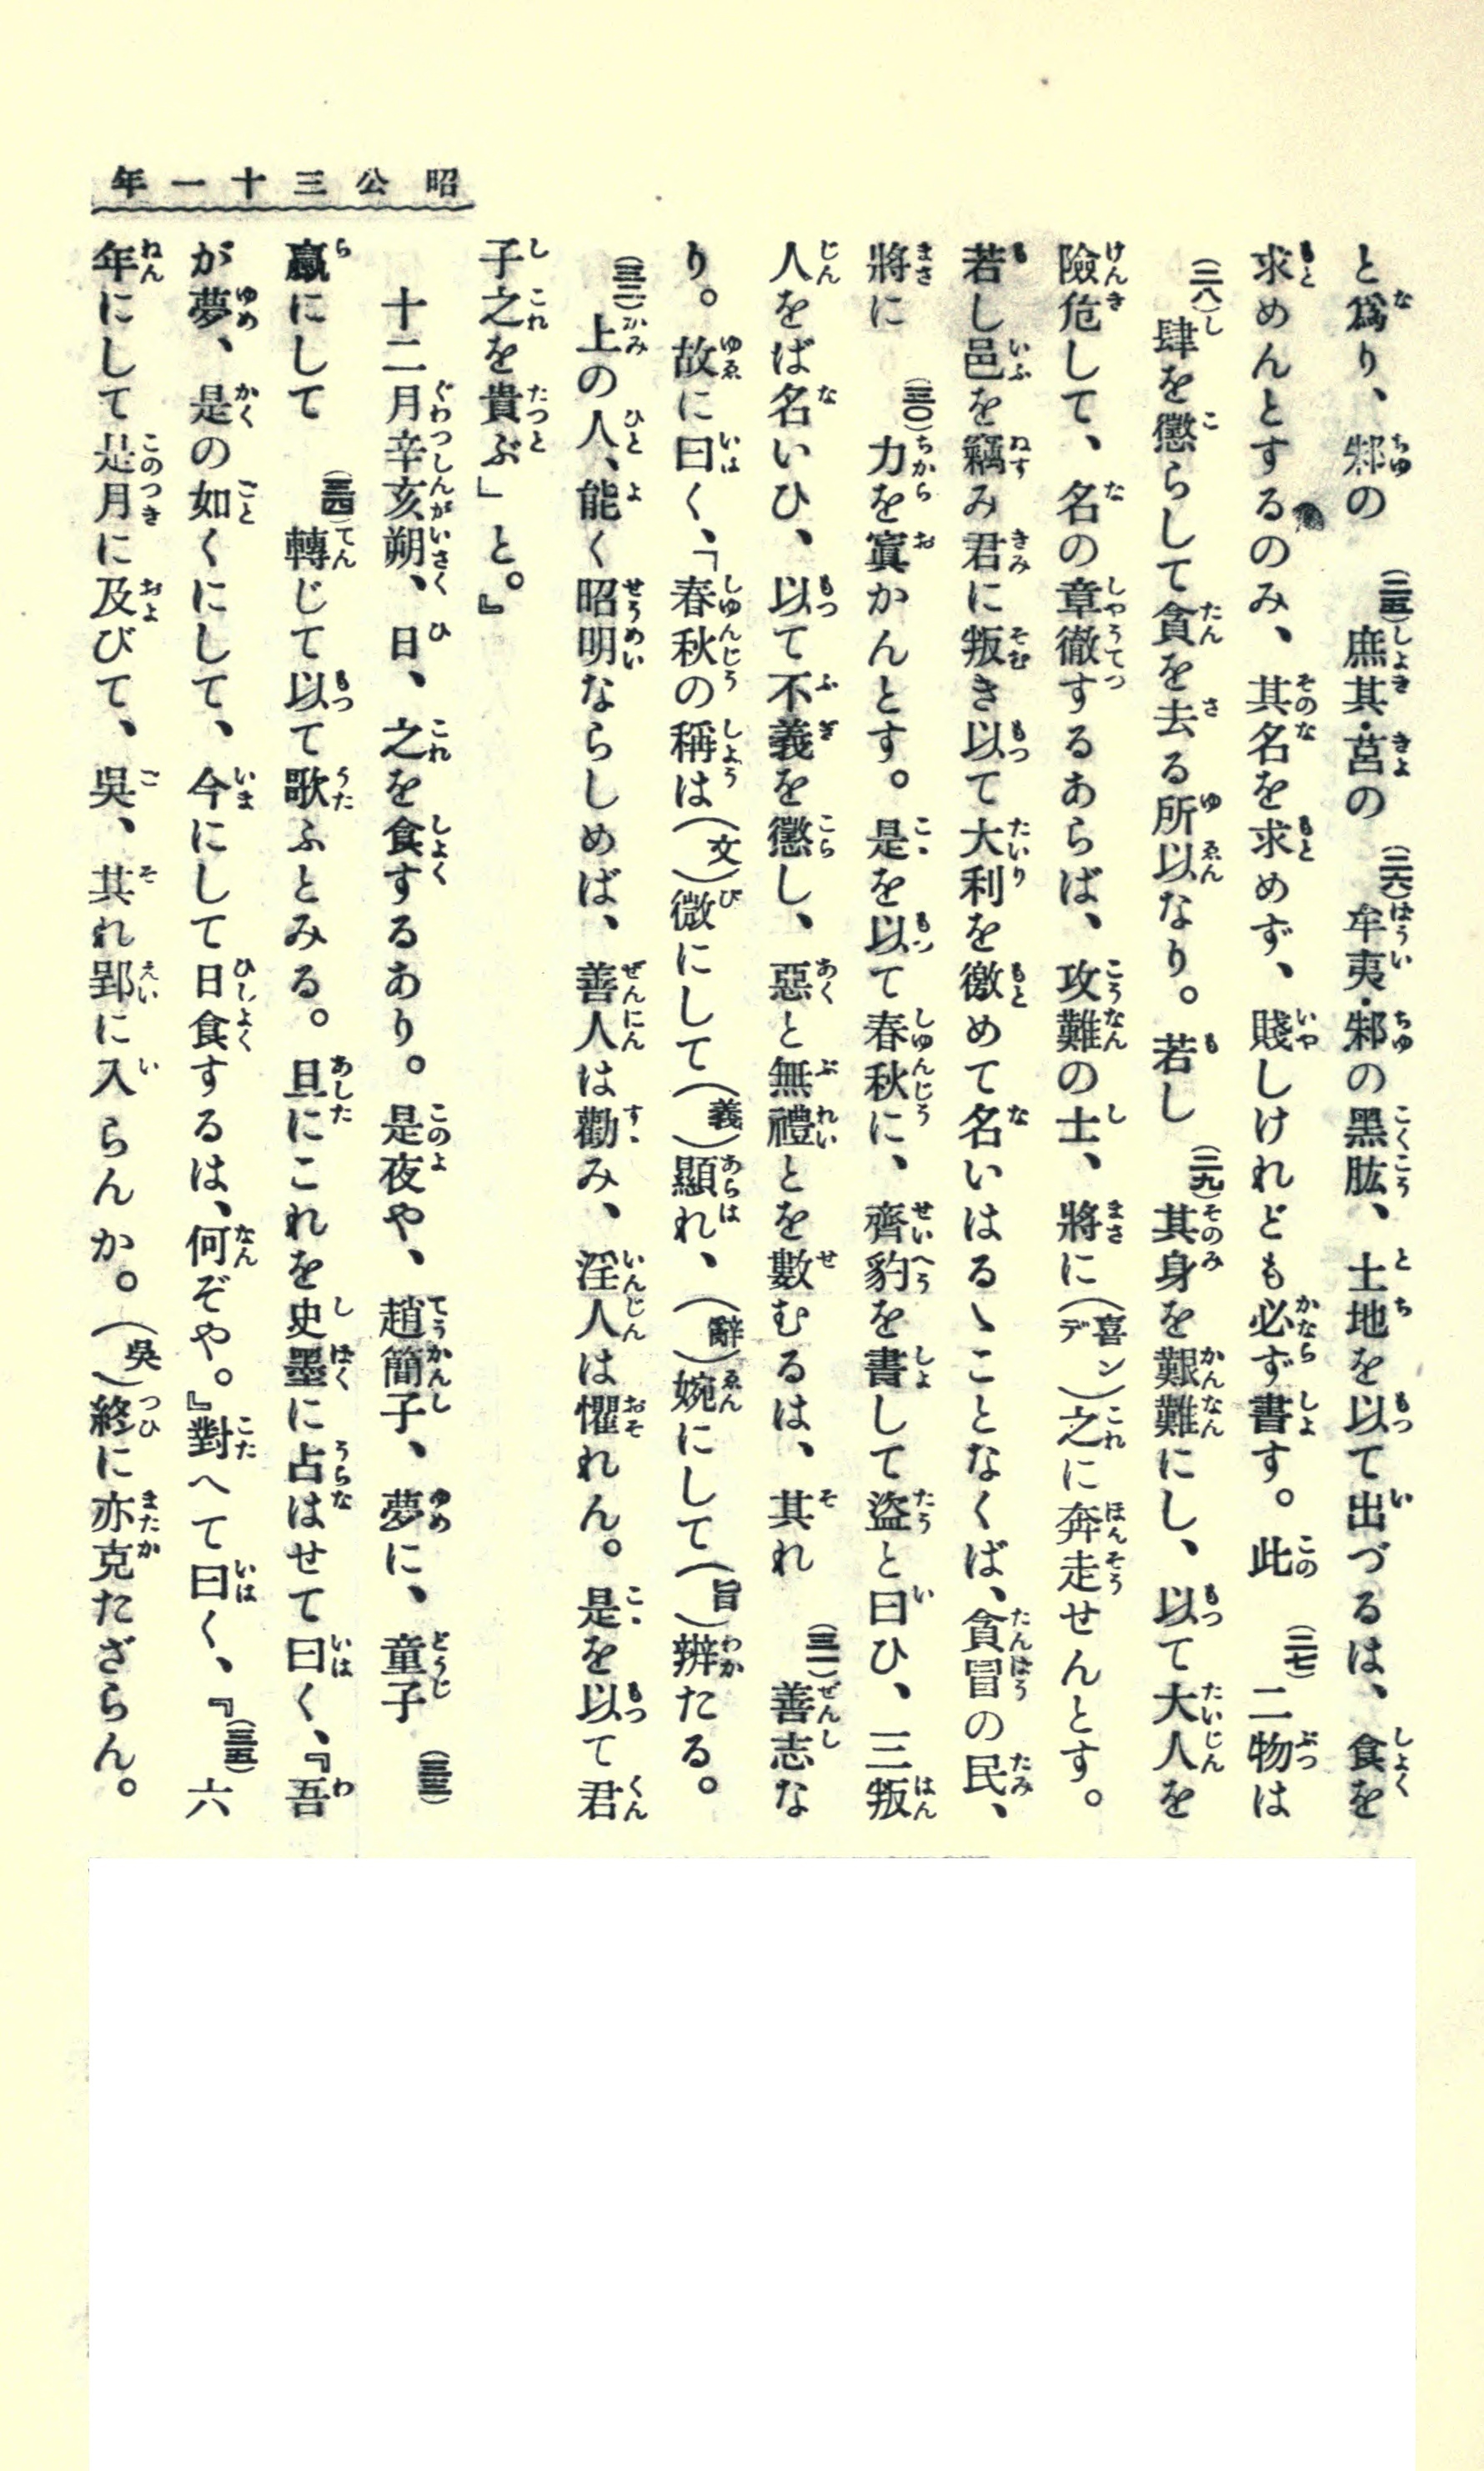 昭公三十一年
と爲り、邾の(二五)庶其・莒の(二六)牟夷・邾の黑肱、土地を以て出づるは、食を
求めんとするのみ、其名を求めず、賤しけれども必ず書す。此(二七)二物は
(二八)肆を懲らして貪を去る所以なり。若し(二九)其身を艱難にし、以て大人を
險危して、名の章徹するあらば、攻難の士、將に(喜ンデ)之に奔走せんとす。
若し邑を竊み君に叛き以て大利を徼めて名いはるゝことなくば、貪冒の民、
將に(三〇)力を寘かんとす。是を以て春秋に、齊豹を書して盜と曰ひ、三叛
人をば名いひ、以て不義を懲し、惡と無禮とを數むるは、其れ(三一)善志な
り。故に曰く、「春秋の稱は(文)微にして(義)顯れ、(辭)婉にして(旨)辨たる。
(三二)上の人、能く昭明ならしめば、善人は勸み、淫人は懼れん。是を以て君
子之を貴ぶ」と。』
十二月辛亥朔、日、之を食するあり。是夜や、趙簡子、夢に、童子(三三)
臝にして(三四)轉じて以て歌ふとみる。旦にこれを史墨に占はせて曰く、『吾
が夢、是の如くにして、今にして日食するは、何ぞや。』對へて曰く、『(三五)六
年にして是月に及びて、吳、其れ郢に入らんか。(吳)終に亦克たざらん。